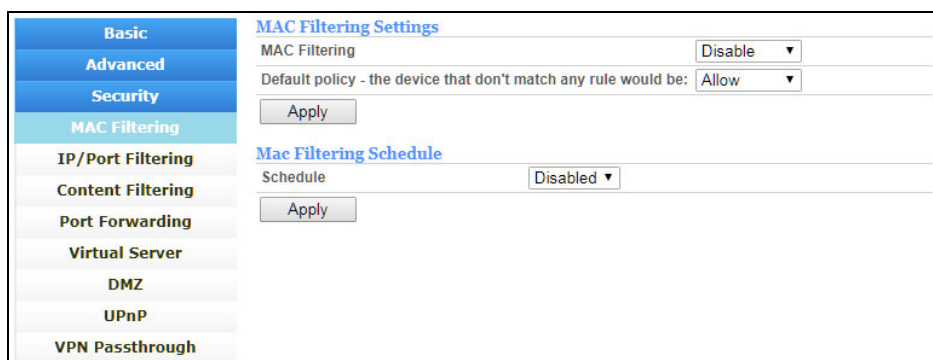 Basic
Advanced
Security
MAC Filtering
IP/Port Filtering
Content Filtering
Port Forwarding
Virtual Server
DMZ
UPnP
VPN Passthrough
MAC Filtering Settings
MAC Filtering Disable
Default policy - the device that don't match any rule would be: Allow
Apply
Mac Filtering Schedule
Schedule Disabled
Apply